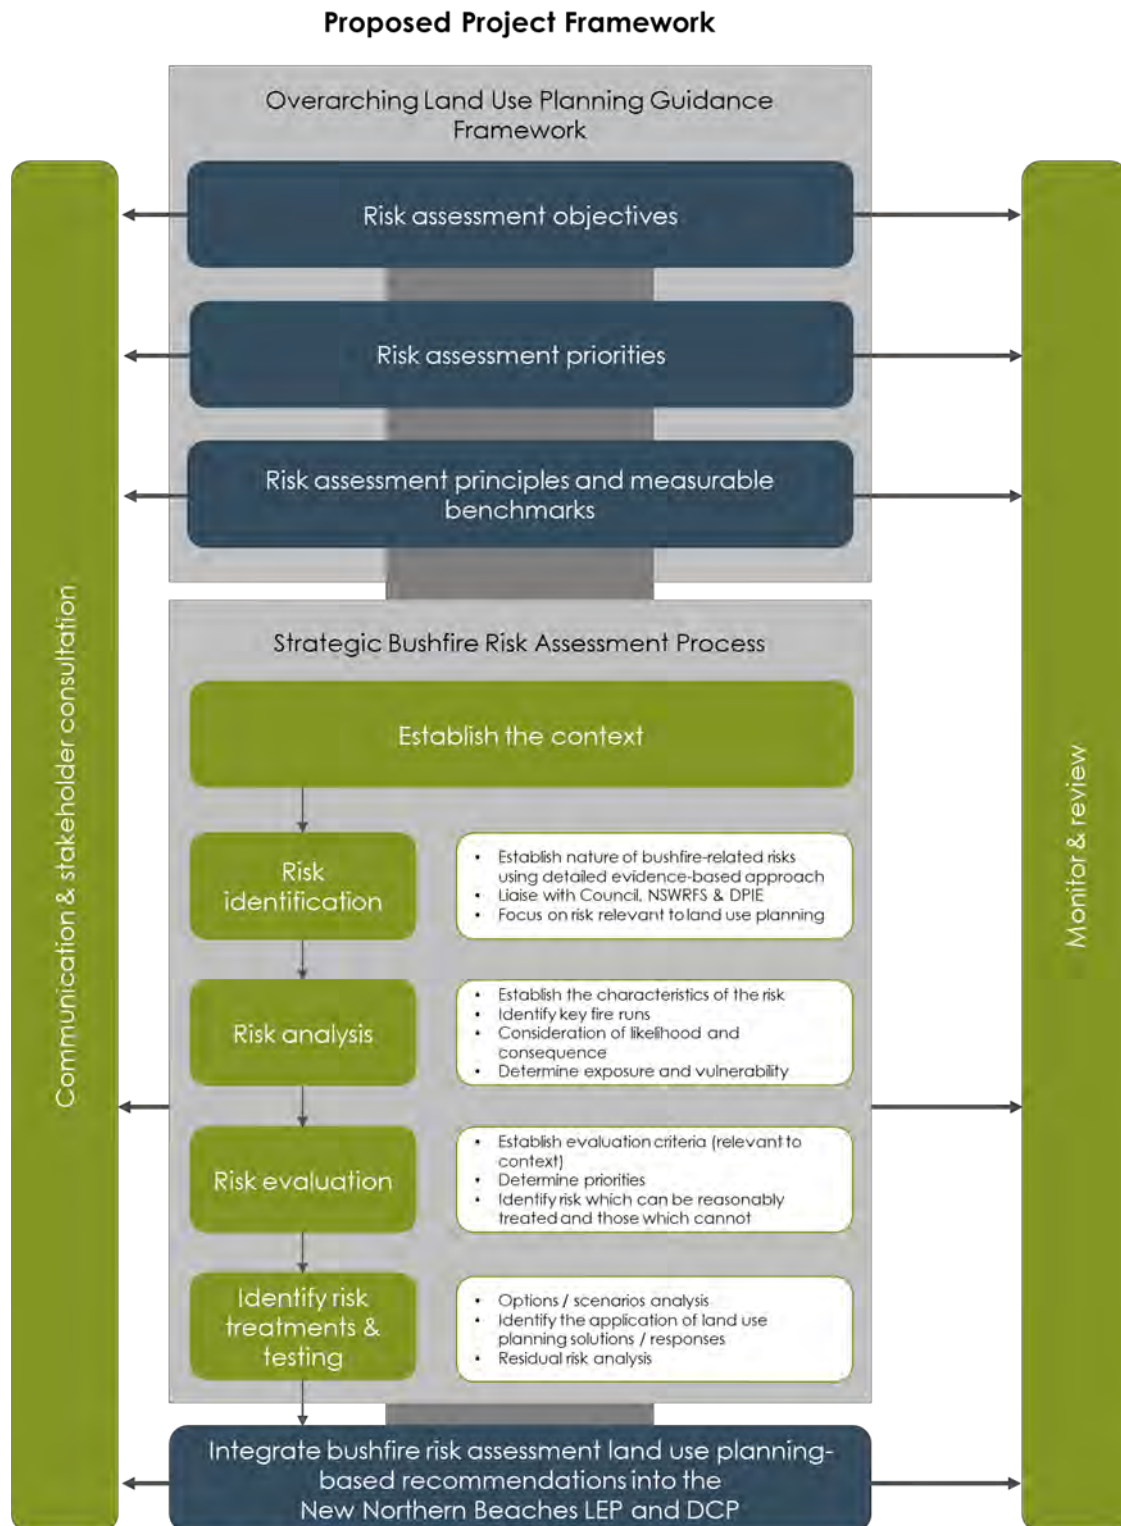 Proposed Project Framework
Overarching Land Use Planning Guidance
Framework
Risk assessment objectives
Risk assessment priorities
Risk assessment principles and measurable
benchmarks
Communication & stakeholder consultation
Monitor & review
Strategic Bushfire Risk Assessment Process
Establish the context
Risk
identification
• Establish nature of bushfire-related risks
using detailed evidence-based approach
• Liaise with Council, NSWRFS & DPIE
• Focus on risk relevant to land use planning
Risk analysis
• Establish the characteristics of the risk
• Identify key fire runs
• Consideration of likelihood and
consequence
• Determine exposure and vulnerability
Risk evaluation
• Establish evaluation criteria (relevant to
context)
• Determine priorities
• Identify risk which can be reasonably
treated and those which cannot
Identify risk
treatments &
testing
• Options / scenarios analysis
• Identify the application of land use
planning solutions / responses
• Residual risk analysis
Integrate bushfire risk assessment land use planning-
based recommendations into the
New Northern Beaches LEP and DCP